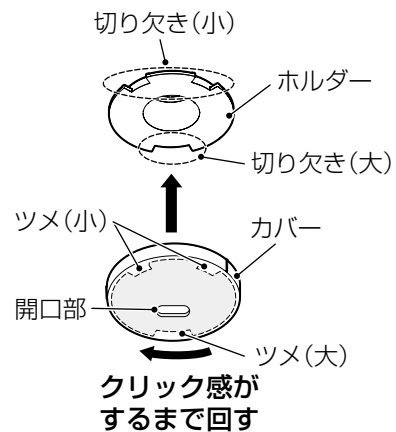 切り欠き(小)
ホルダー
切り欠き(大)
ツメ(小)
カバー
開口部
ツメ(大)
クリック感が
するまで回す